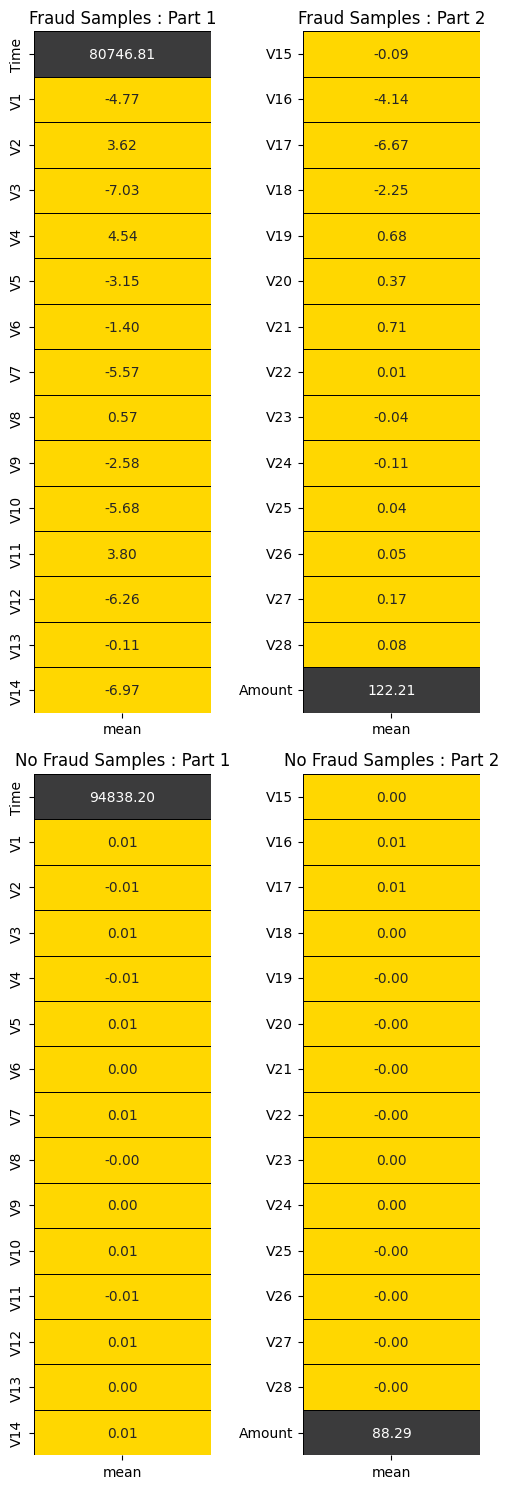 Fraud Samples : Part 1
Time 80746.81
V1 -4.77
V2 3.62
V3 -7.03
V4 4.54
V5 -3.15
V6 -1.40
V7 -5.57
V8 0.57
V9 -2.58
V10 -5.68
V11 3.80
V12 -6.26
V13 -0.11
V14 -6.97
mean
Fraud Samples : Part 2
V15 -0.09
V16 -4.14
V17 -6.67
V18 -2.25
V19 0.68
V20 0.37
V21 0.71
V22 0.01
V23 -0.04
V24 -0.11
V25 0.04
V26 0.05
V27 0.17
V28 0.08
Amount 122.21
mean
No Fraud Samples : Part 1
Time 94838.20
V1 0.01
V2 -0.01
V3 0.01
V4 -0.01
V5 0.01
V6 0.00
V7 0.01
V8 -0.00
V9 0.00
V10 0.01
V11 -0.01
V12 0.01
V13 0.00
V14 0.01
mean
No Fraud Samples : Part 2
V15 0.00
V16 0.01
V17 0.01
V18 0.00
V19 -0.00
V20 -0.00
V21 -0.00
V22 -0.00
V23 0.00
V24 0.00
V25 -0.00
V26 -0.00
V27 -0.00
V28 -0.00
Amount 88.29
mean